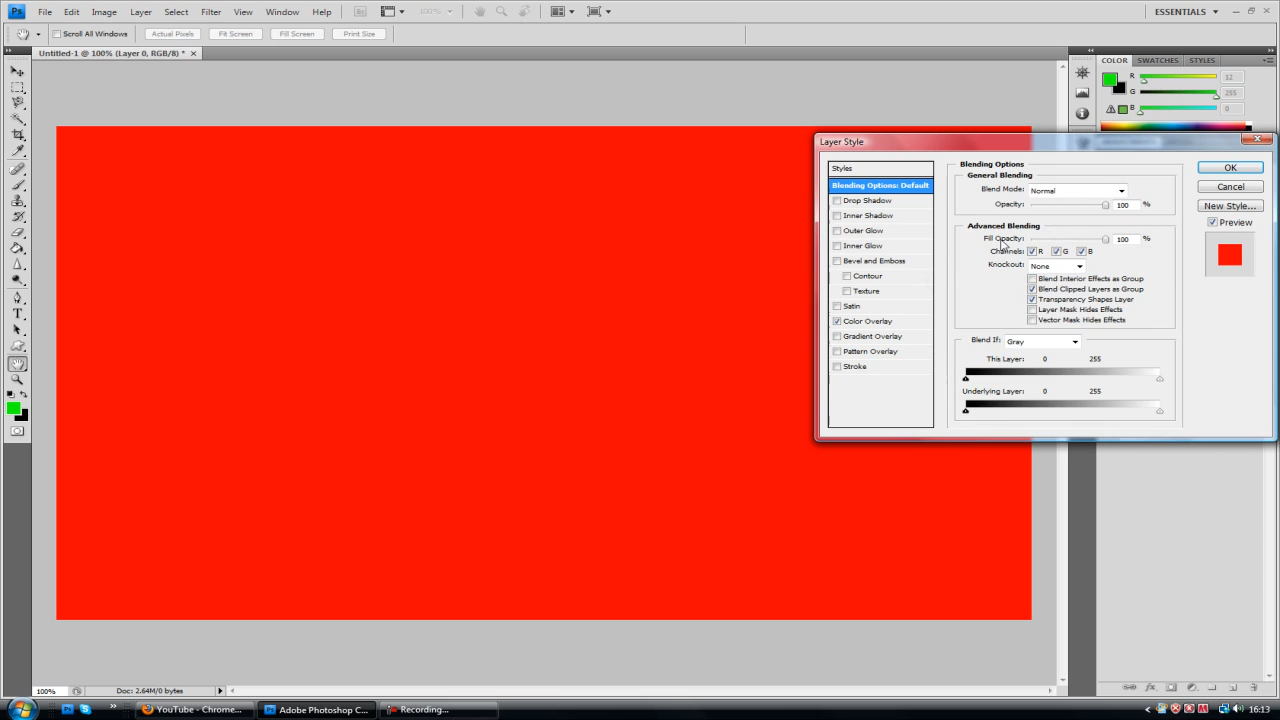 Ps File Edit Image Layer Select Filter Analysis View Window Help Br 100% ESSENTIALS
Scroll All Windows Actual Pixels Fit Screen Fill Screen Print Size
Untitled-1 @ 100% (Layer 0, RGB/8) *
COLOR SWATCHES STYLES
R 12
G 255
B 0
Layer Style
Styles
Blending Options: Default
Drop Shadow
Inner Shadow
Outer Glow
Inner Glow
Bevel and Emboss
Contour
Texture
Satin
Color Overlay
Gradient Overlay
Pattern Overlay
Stroke
Blending Options
General Blending
Blend Mode: Normal
Opacity: 100 %
Advanced Blending
Fill Opacity: 100 %
Channels: R G B
Knockout: None
Blend Interior Effects as Group
Blend Clipped Layers as Group
Transparency Shapes Layer
Layer Mask Hides Effects
Vector Mask Hides Effects
Blend If: Gray
This Layer: 0 255
Underlying Layer: 0 255
OK
Cancel
New Style...
Preview
100% Doc: 2.64M/0 bytes
YouTube - Chrome... Adobe Photoshop C... Recording... 16:13